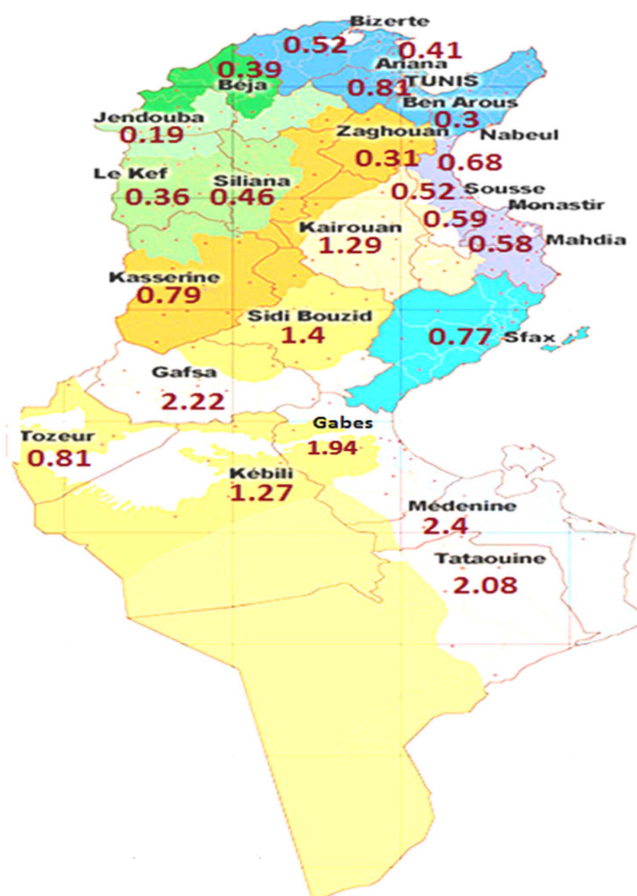 Bizerte
0.52
0.41
Ariana
0.39
0.81
TUNIS
Béja
Ben Arous
0.3
Jendouba
0.19
Zaghouan
Nabeul
0.31
0.68
Le Kef
Siliana
0.36
0.46
0.52
Sousse
Monastir
0.59
Kairouan
1.29
0.58
Mahdia
Kasserine
0.79
Sidi Bouzid
1.4
0.77
Sfax
Gafsa
2.22
Gabes
Tozeur
0.81
1.94
Kébili
1.27
Médenine
2.4
Tataouine
2.08